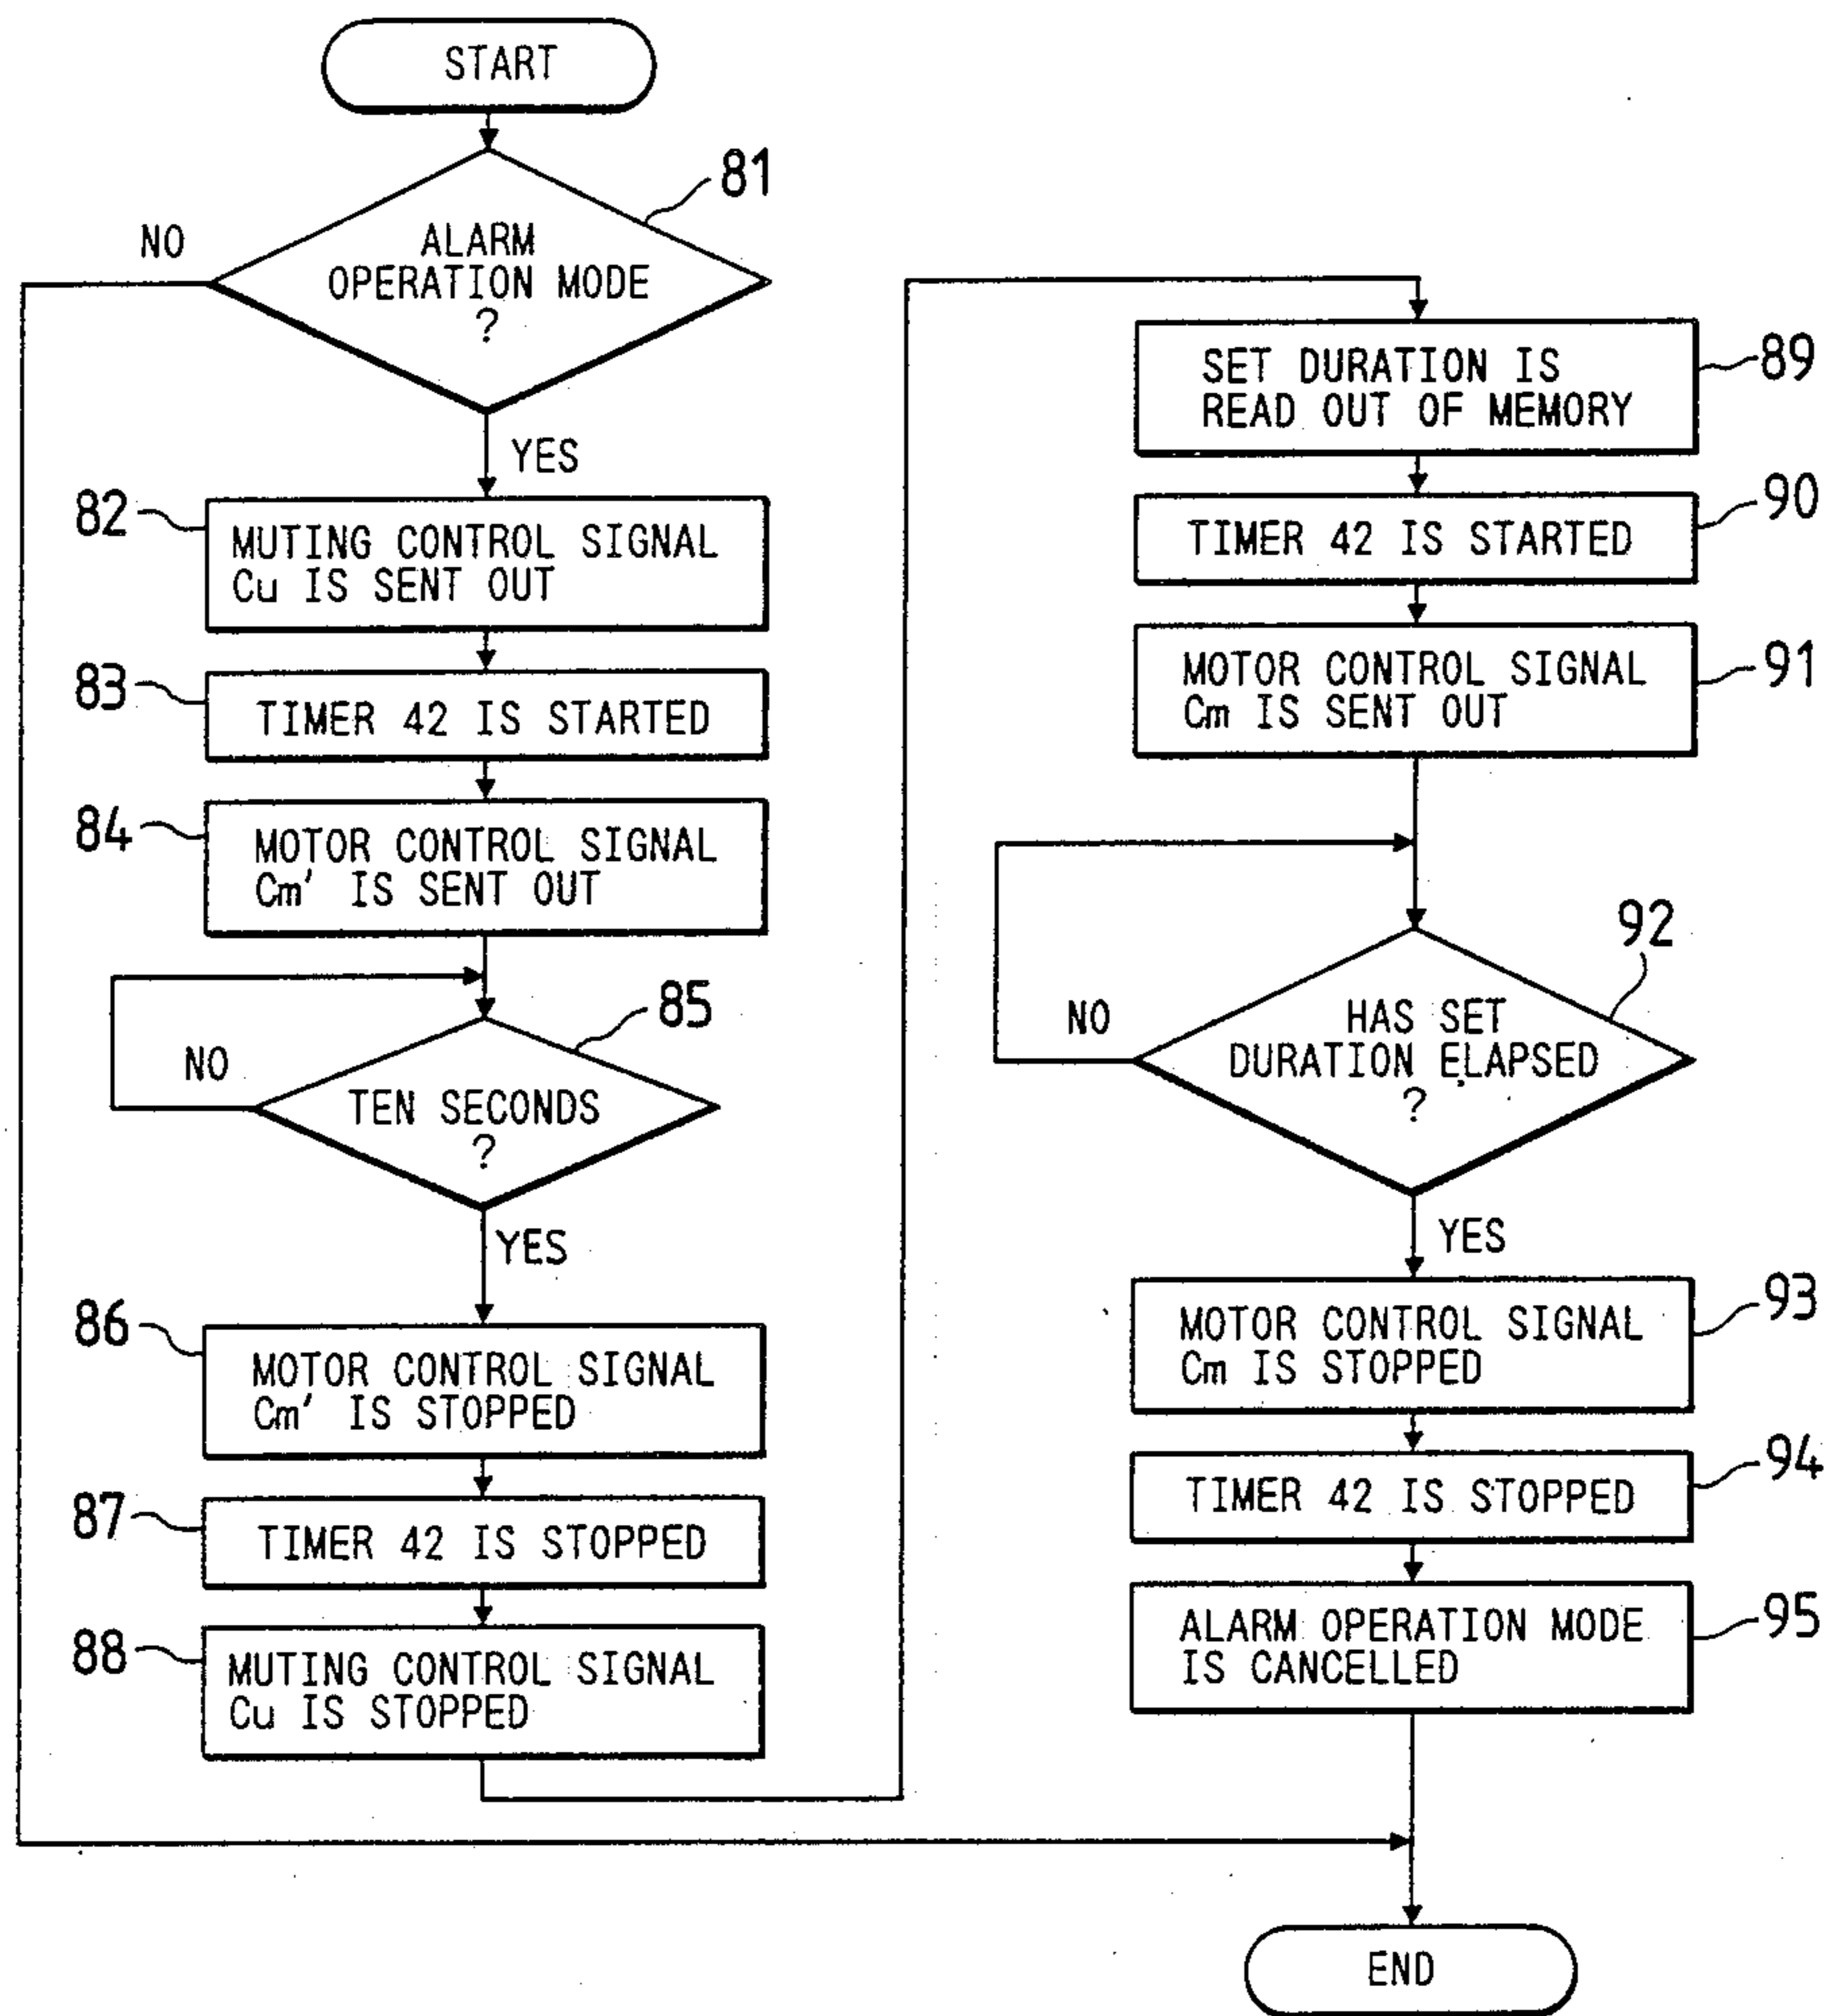 START
81
NO
ALARM
OPERATION MODE
?
YES
82
MUTING CONTROL SIGNAL
Cu IS SENT OUT
83
TIMER 42 IS STARTED
84
MOTOR CONTROL SIGNAL
Cm' IS SENT OUT
85
NO
TEN SECONDS
?
YES
86
MOTOR CONTROL SIGNAL
Cm' IS STOPPED
87
TIMER 42 IS STOPPED
88
MUTING CONTROL SIGNAL
Cu IS STOPPED
89
SET DURATION IS
READ OUT OF MEMORY
90
TIMER 42 IS STARTED
91
MOTOR CONTROL SIGNAL
Cm IS SENT OUT
92
NO
HAS SET
DURATION ELAPSED
?
YES
93
MOTOR CONTROL SIGNAL
Cm IS STOPPED
94
TIMER 42 IS STOPPED
95
ALARM OPERATION MODE
IS CANCELLED
END